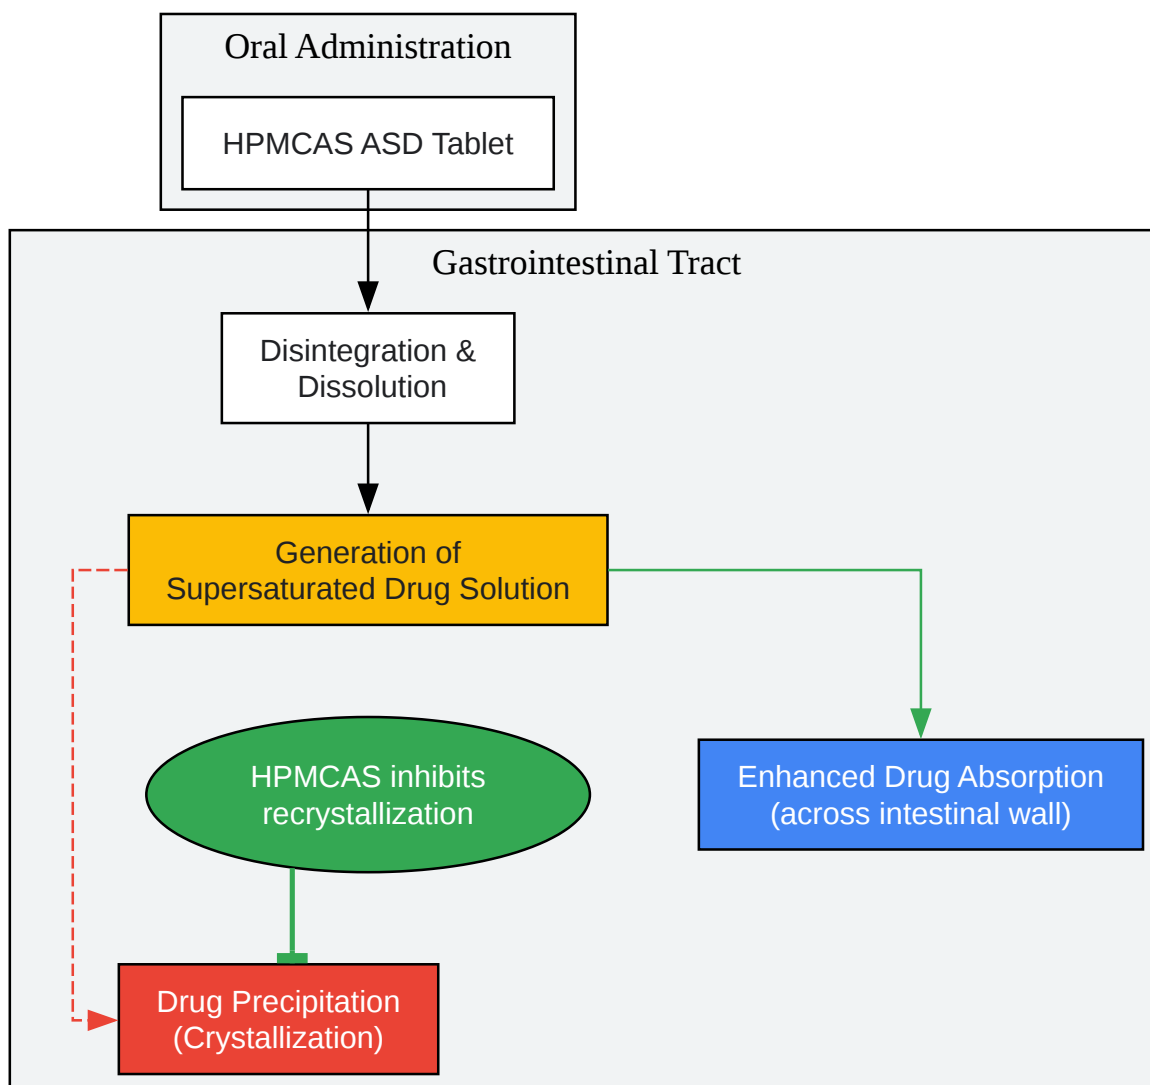 Oral Administration
HPMCAS ASD Tablet
Gastrointestinal Tract
Disintegration &
Dissolution
Generation of
Supersaturated Drug Solution
HPMCAS inhibits
recrystallization
Enhanced Drug Absorption
(across intestinal wall)
Drug Precipitation
(Crystallization)